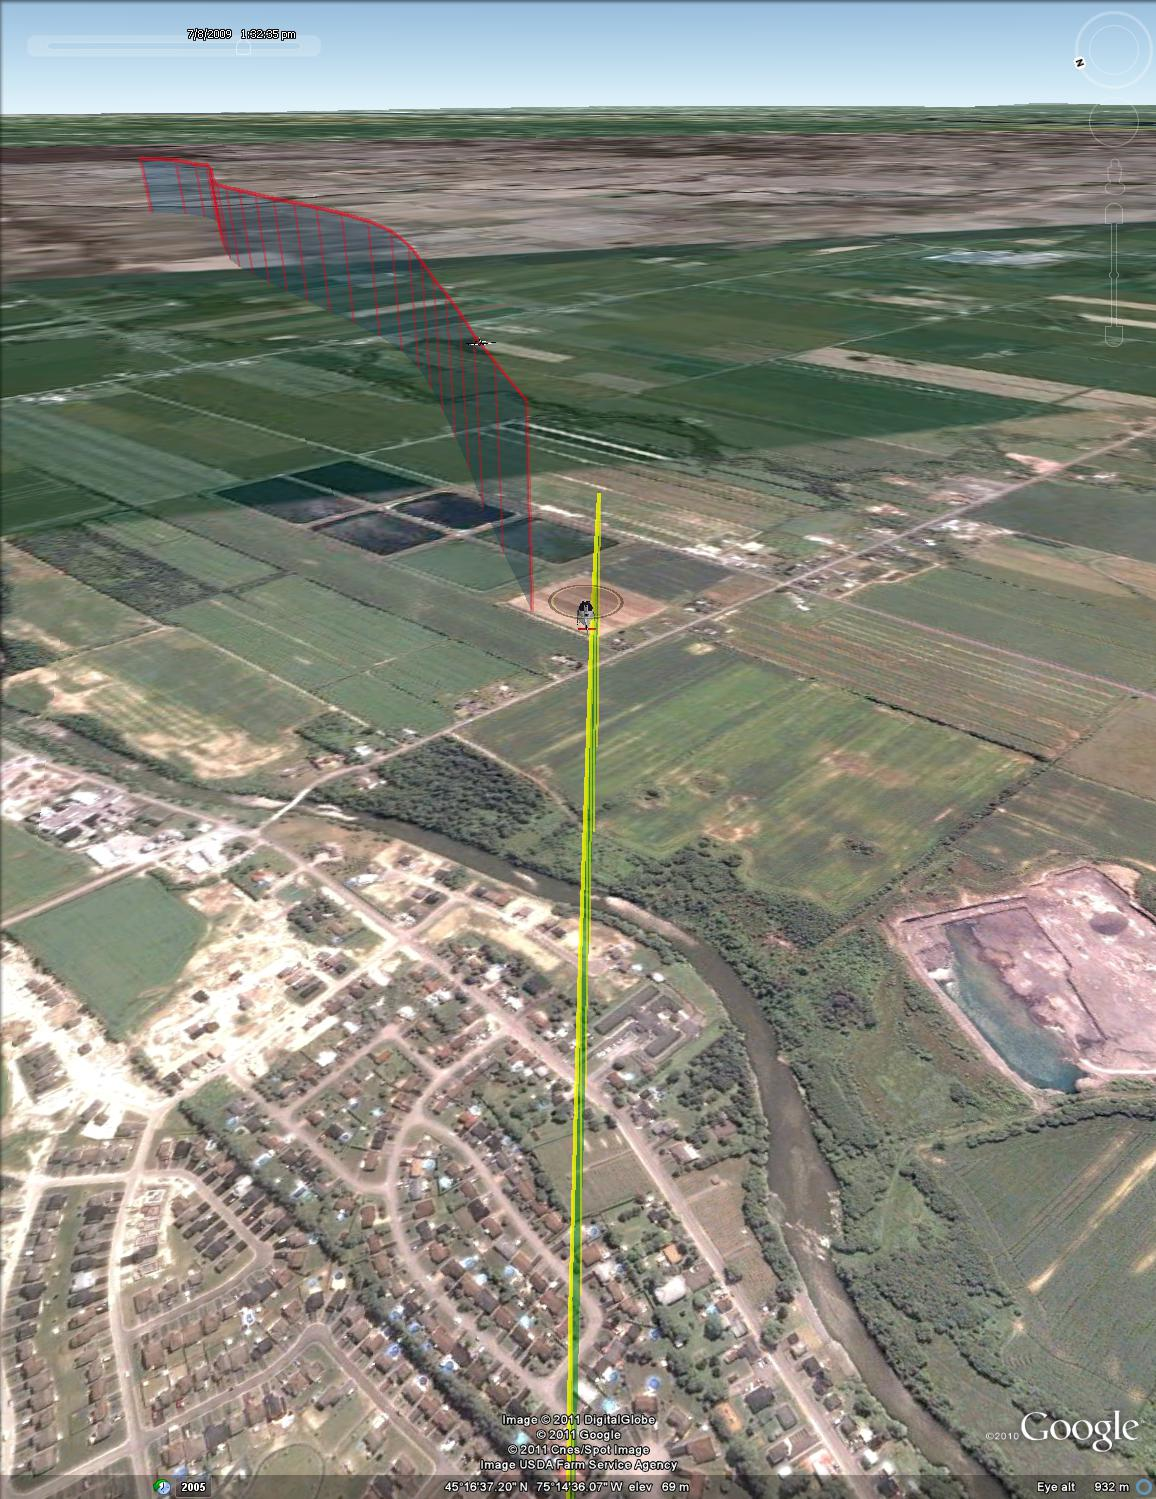 7/8/2009 1:32:35 pm
N
Image © 2011 DigitalGlobe
© 2011 Google
© 2011 Cnes/Spot Image
Image USDA Farm Service Agency
©2010 Google
2005
45°16'37.20" N 75°14'36.07" W elev 69 m
Eye alt 932 m